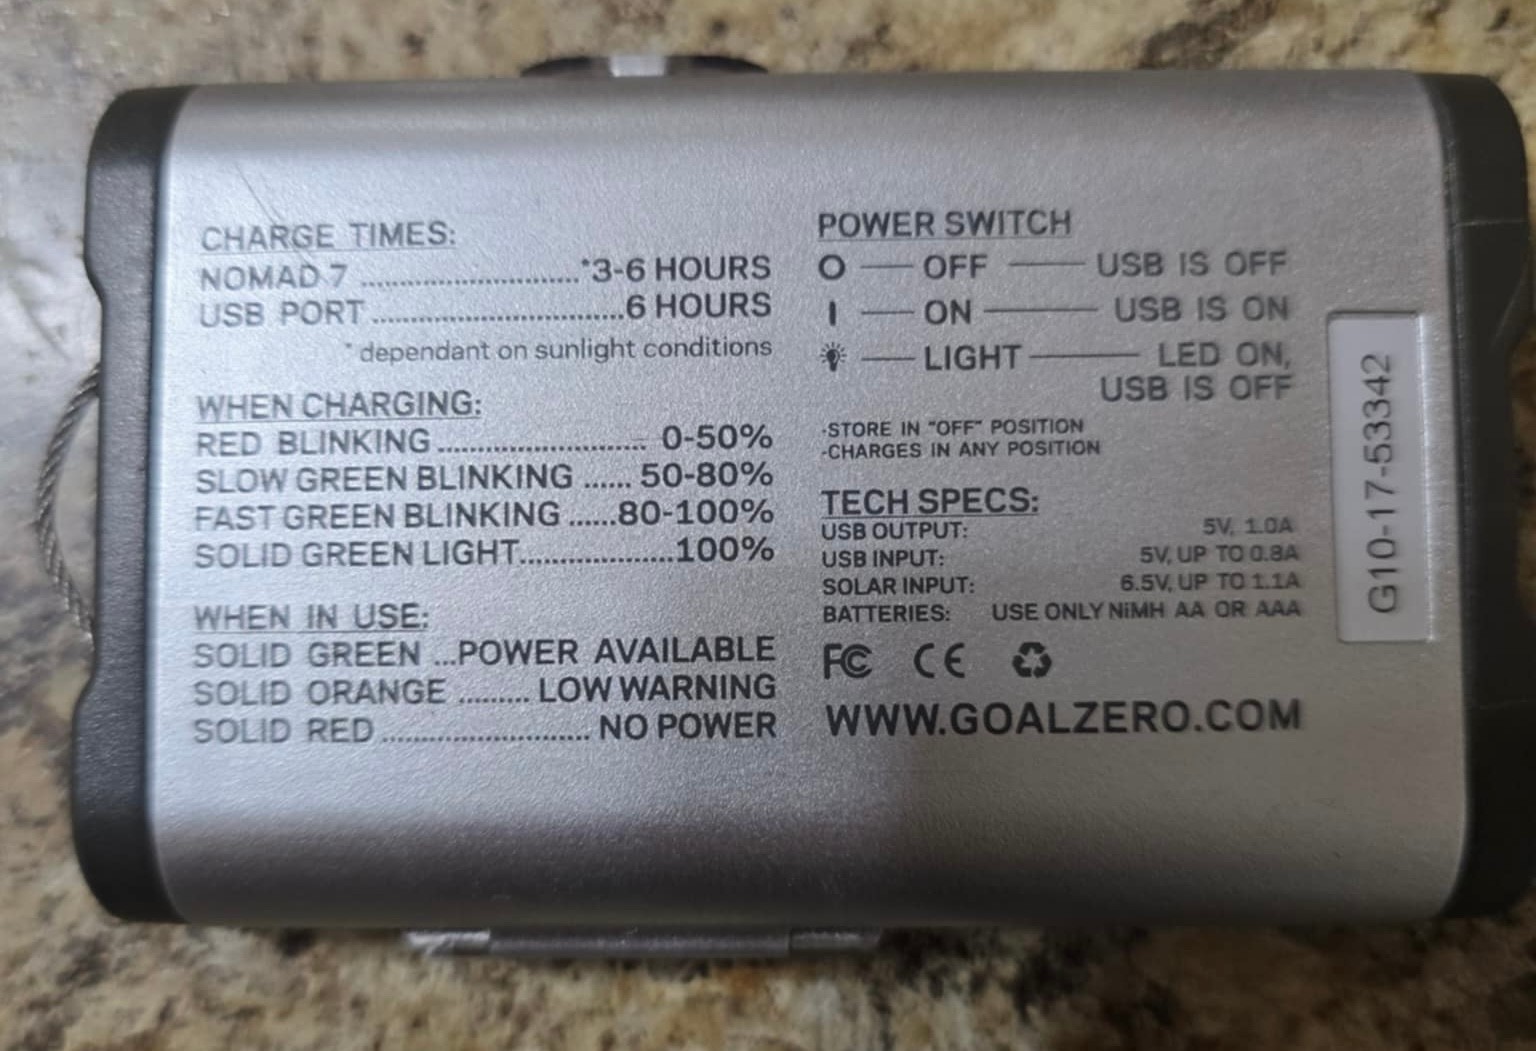 CHARGE TIMES:
NOMAD 7 ............................*3-6 HOURS
USB PORT ................................6 HOURS
* dependant on sunlight conditions
WHEN CHARGING:
RED BLINKING ........................... 0-50%
SLOW GREEN BLINKING ...... 50-80%
FAST GREEN BLINKING ......80-100%
SOLID GREEN LIGHT....................100%
WHEN IN USE:
SOLID GREEN ...POWER AVAILABLE
SOLID ORANGE ......... LOW WARNING
SOLID RED ........................... NO POWER
POWER SWITCH
O — OFF — USB IS OFF
I — ON — USB IS ON
— LIGHT — LED ON,
USB IS OFF
·STORE IN "OFF" POSITION
·CHARGES IN ANY POSITION
TECH SPECS:
USB OUTPUT: 5V, 1.0A
USB INPUT: 5V, UP TO 0.8A
SOLAR INPUT: 6.5V, UP TO 1.1A
BATTERIES: USE ONLY NiMH AA OR AAA
FC CE
WWW.GOALZERO.COM
G10-17-53342